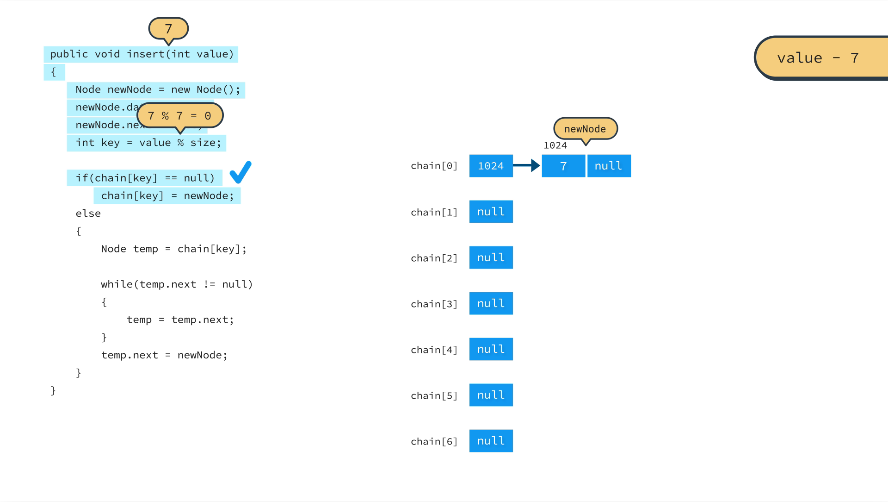 7
public void insert(int value)
{
Node newNode = new Node();
newNode.da
7 % 7 = 0
newNode.ne
int key = value % size;
if(chain[key] == null)
chain[key] = newNode;
else
{
Node temp = chain[key];
while(temp.next != null)
{
temp = temp.next;
}
temp.next = newNode;
}
}
value - 7
newNode
1024
chain[0] 1024 7 null
chain[1] null
chain[2] null
chain[3] null
chain[4] null
chain[5] null
chain[6] null